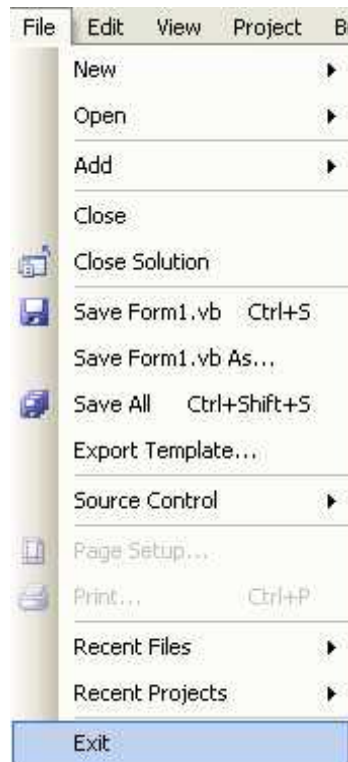 File Edit View Project B
New
Open
Add
Close
Close Solution
Save Form1.vb Ctrl+S
Save Form1.vb As...
Save All Ctrl+Shift+S
Export Template...
Source Control
Page Setup...
Print... Ctrl+P
Recent Files
Recent Projects
Exit